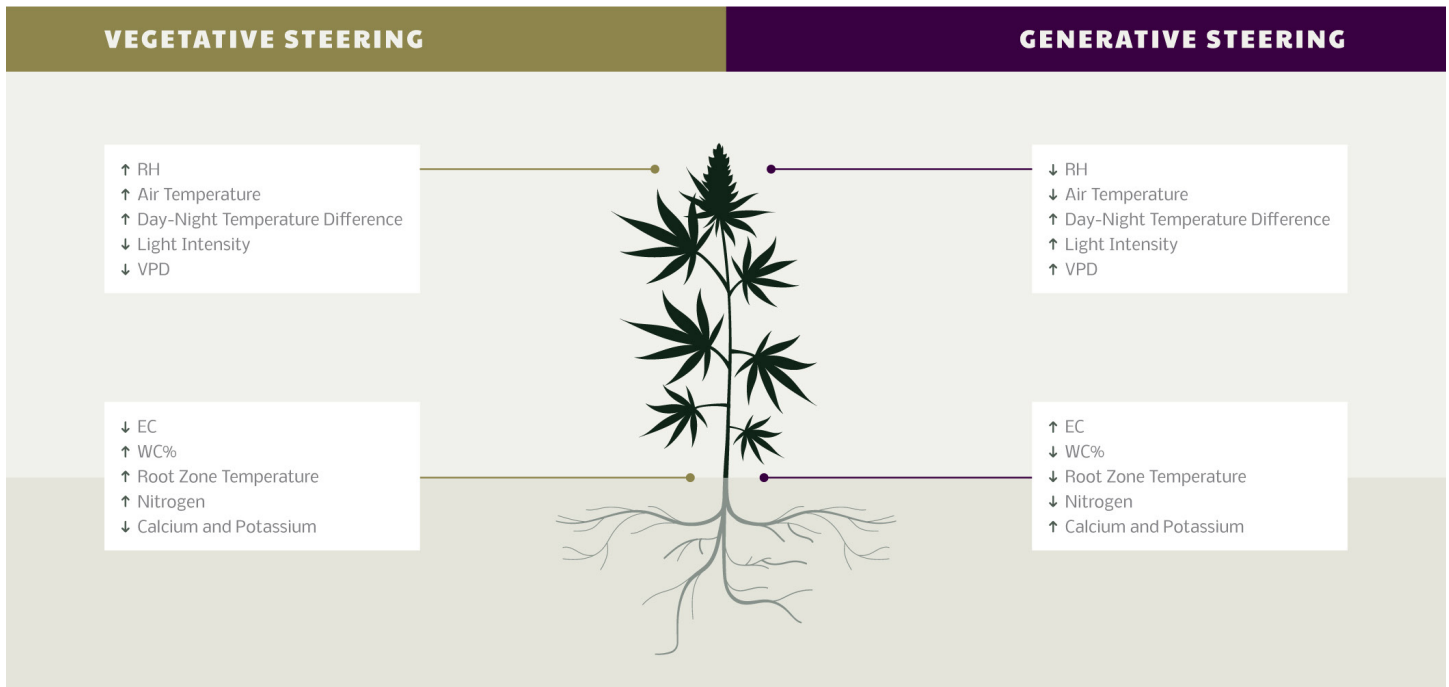 VEGETATIVE STEERING
GENERATIVE STEERING
↑ RH
↑ Air Temperature
↑ Day-Night Temperature Difference
↓ Light Intensity
↓ VPD
↓ RH
↓ Air Temperature
↑ Day-Night Temperature Difference
↑ Light Intensity
↑ VPD
↓ EC
↑ WC%
↑ Root Zone Temperature
↑ Nitrogen
↓ Calcium and Potassium
↑ EC
↓ WC%
↓ Root Zone Temperature
↓ Nitrogen
↑ Calcium and Potassium